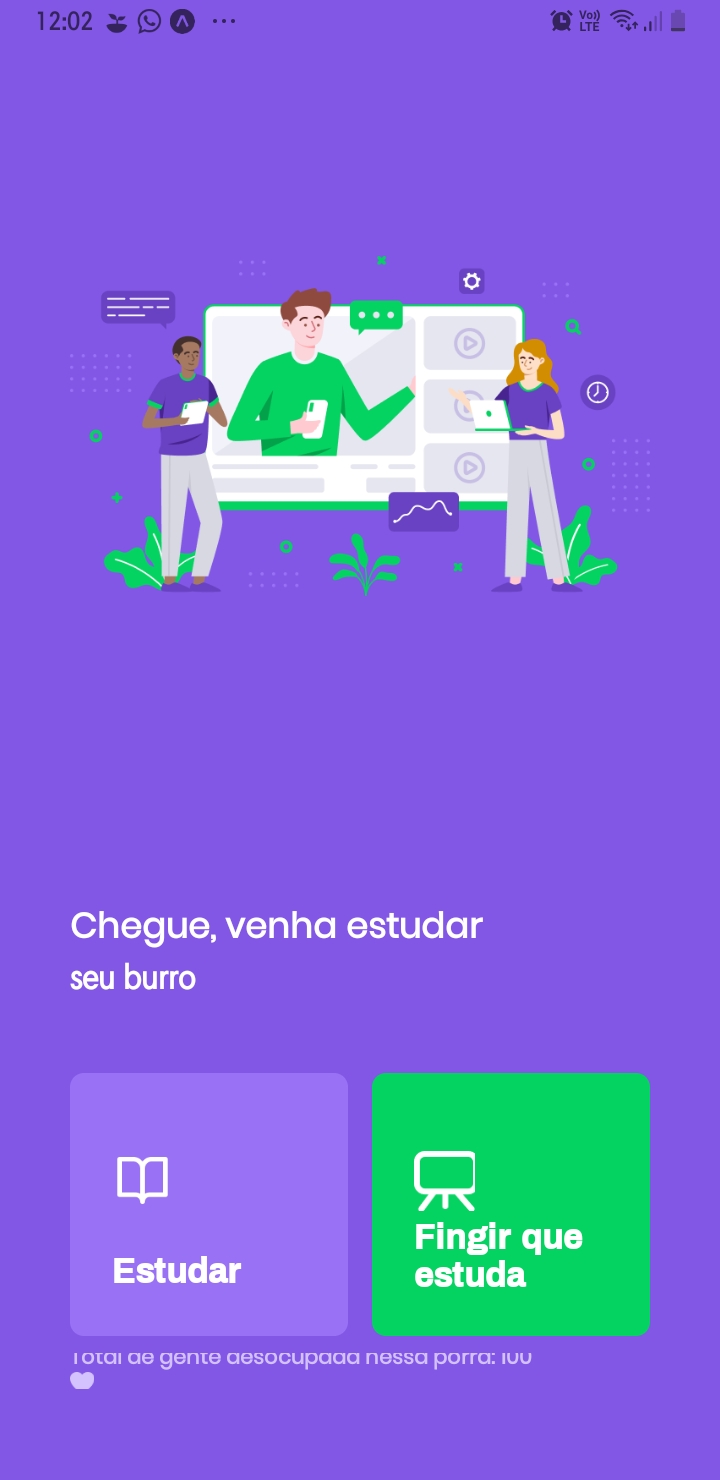 12:02
Vo))
LTE
Chegue, venha estudar
seu burro
Estudar
Fingir que
estuda
Total de gente desocupada nessa porra: 100